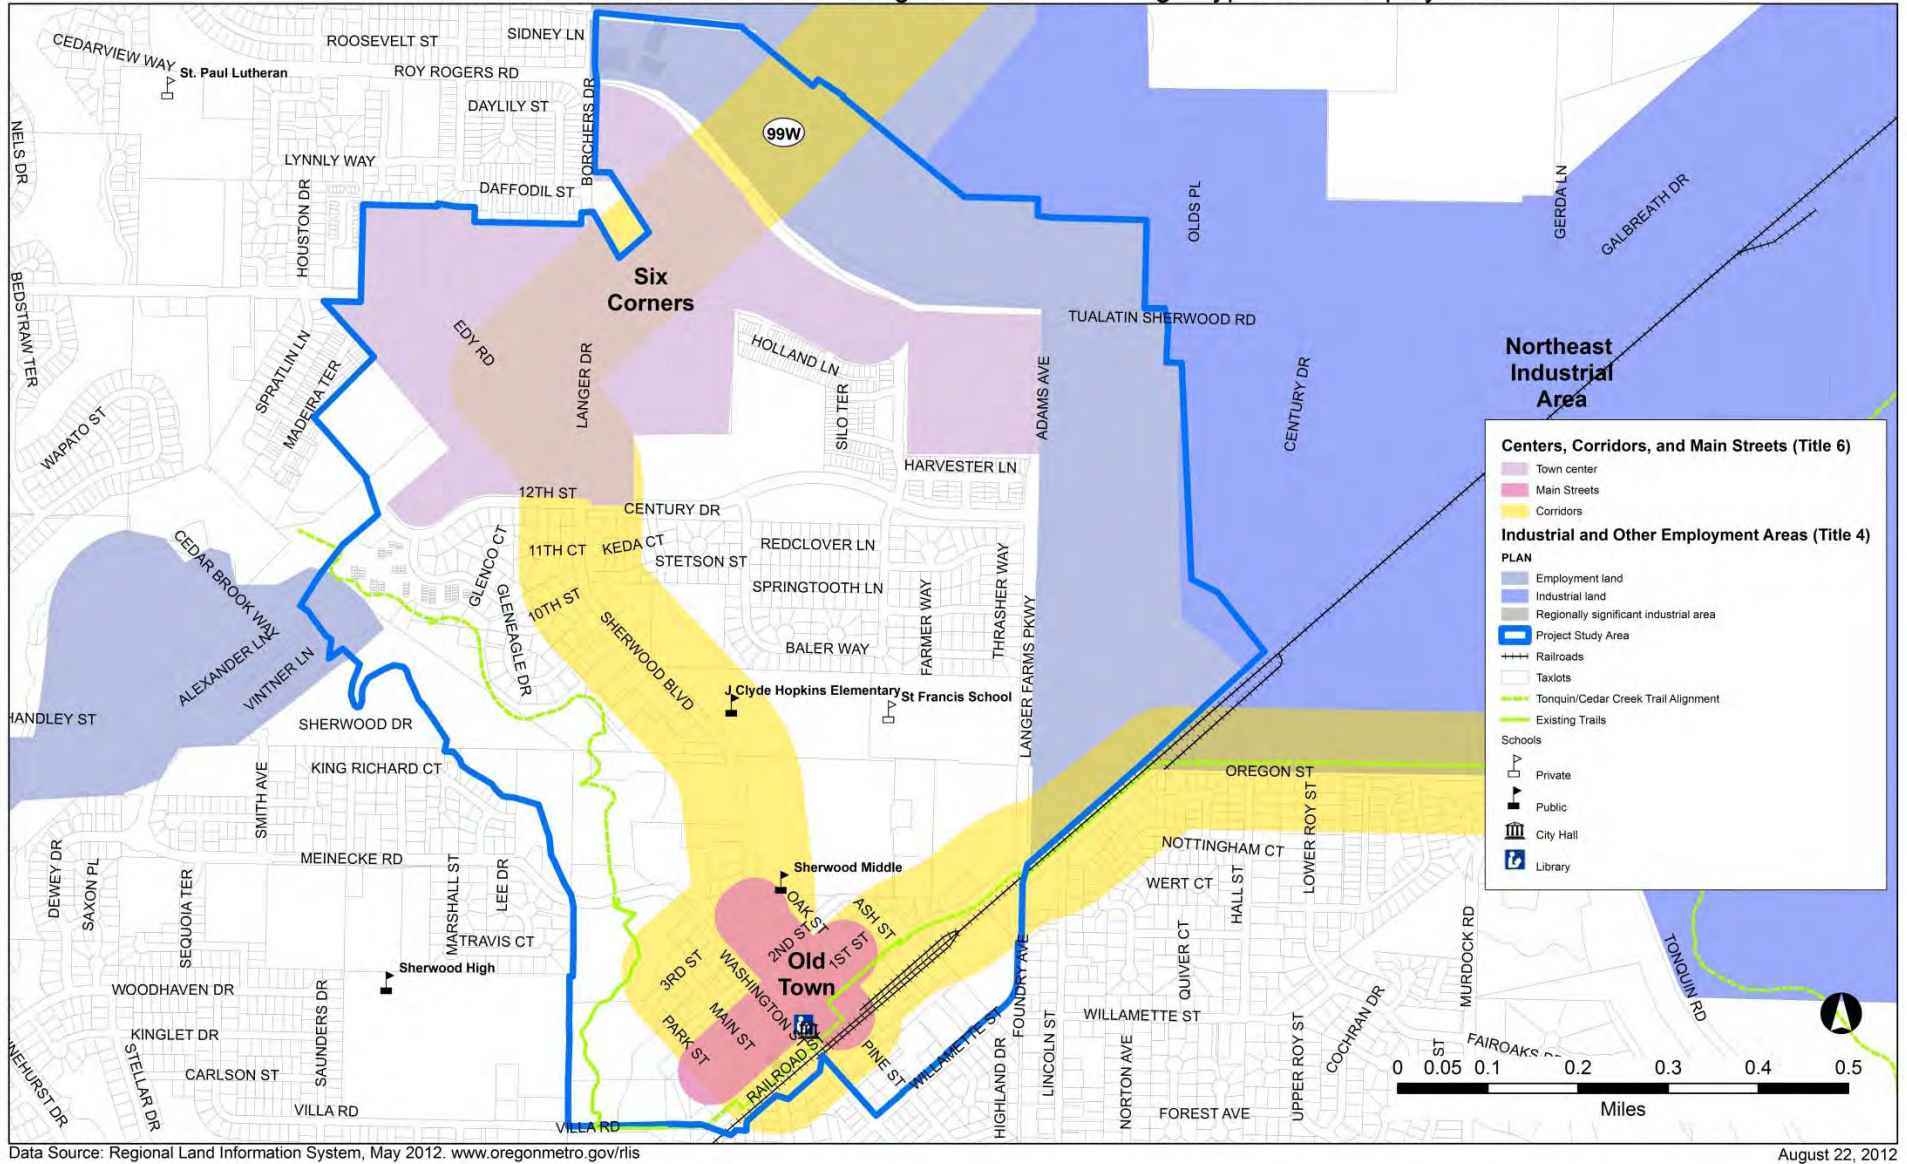 CEDARVIEW WAY
St. Paul Lutheran
ROOSEVELT ST
SIDNEY LN
ROY ROGERS RD
DAYLILY ST
BORCHERS DR
99W
NELS DR
LYNNLY WAY
DAFFODIL ST
HOUSTON DR
OLDS PL
GERDA LN
GALBREATH DR
BEDSTRAW TER
Six
Corners
TUALATIN SHERWOOD RD
EDY RD
SPRATLIN LN
MADEIRA TER
LANGER DR
HOLLAND LN
SILO TER
ADAMS AVE
CENTURY DR
Northeast
Industrial
Area
WAPATO ST
HARVESTER LN
12TH ST
CENTURY DR
CEDAR BROOK WAY
GLENCO CT
11TH CT
KEDA CT
STETSON ST
REDCLOVER LN
SPRINGTOOTH LN
10TH ST
GLENEAGLE DR
SHERWOOD BLVD
BALER WAY
FARMER WAY
THRASHER WAY
LANGER FARMS PKWY
ALEXANDER LN
VINTNER LN
J Clyde Hopkins Elementary
St Francis School
HANDLEY ST
SHERWOOD DR
KING RICHARD CT
SMITH AVE
OREGON ST
LOWER ROY ST
MEINECKE RD
NOTTINGHAM CT
DEWEY DR
SAXON PL
SEQUOIA TER
MARSHALL ST
LEE DR
Sherwood Middle
WERT CT
HALL ST
OAK ST
ASH ST
2ND ST
1ST ST
TRAVIS CT
Sherwood High
3RD ST
WASHINGTON ST
Old
Town
FOUNDRY AVE
QUIVER CT
MURDOCK RD
TONQUIN RD
WOODHAVEN DR
SAUNDERS DR
MAIN ST
PARK ST
WILLAMETTE ST
COCHRAN DR
KINGLET DR
STELLAR DR
PINE ST
WILLAMETTE ST
LINCOLN ST
UPPER ROY ST
ST
CARLSON ST
RAILROAD ST
HIGHLAND DR
NORTON AVE
VILLA RD
VILLA RD
FOREST AVE
Centers, Corridors, and Main Streets (Title 6)
Town center
Main Streets
Corridors
Industrial and Other Employment Areas (Title 4)
PLAN
Employment land
Industrial land
Regionally significant industrial area
Project Study Area
Railroads
Taxlots
Tonquin/Cedar Creek Trail Alignment
Existing Trails
Schools
Private
Public
City Hall
Library
0 0.05 0.1 0.2 0.3 0.4 0.5
Miles
Data Source: Regional Land Information System, May 2012. www.oregonmetro.gov/rlis
August 22, 2012